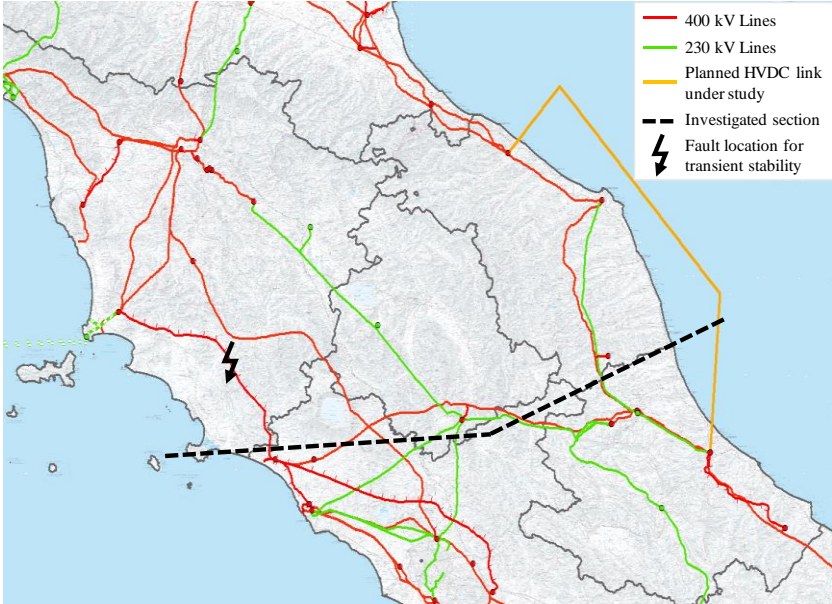 400 kV Lines
230 kV Lines
Planned HVDC link
under study
Investigated section
Fault location for
transient stability